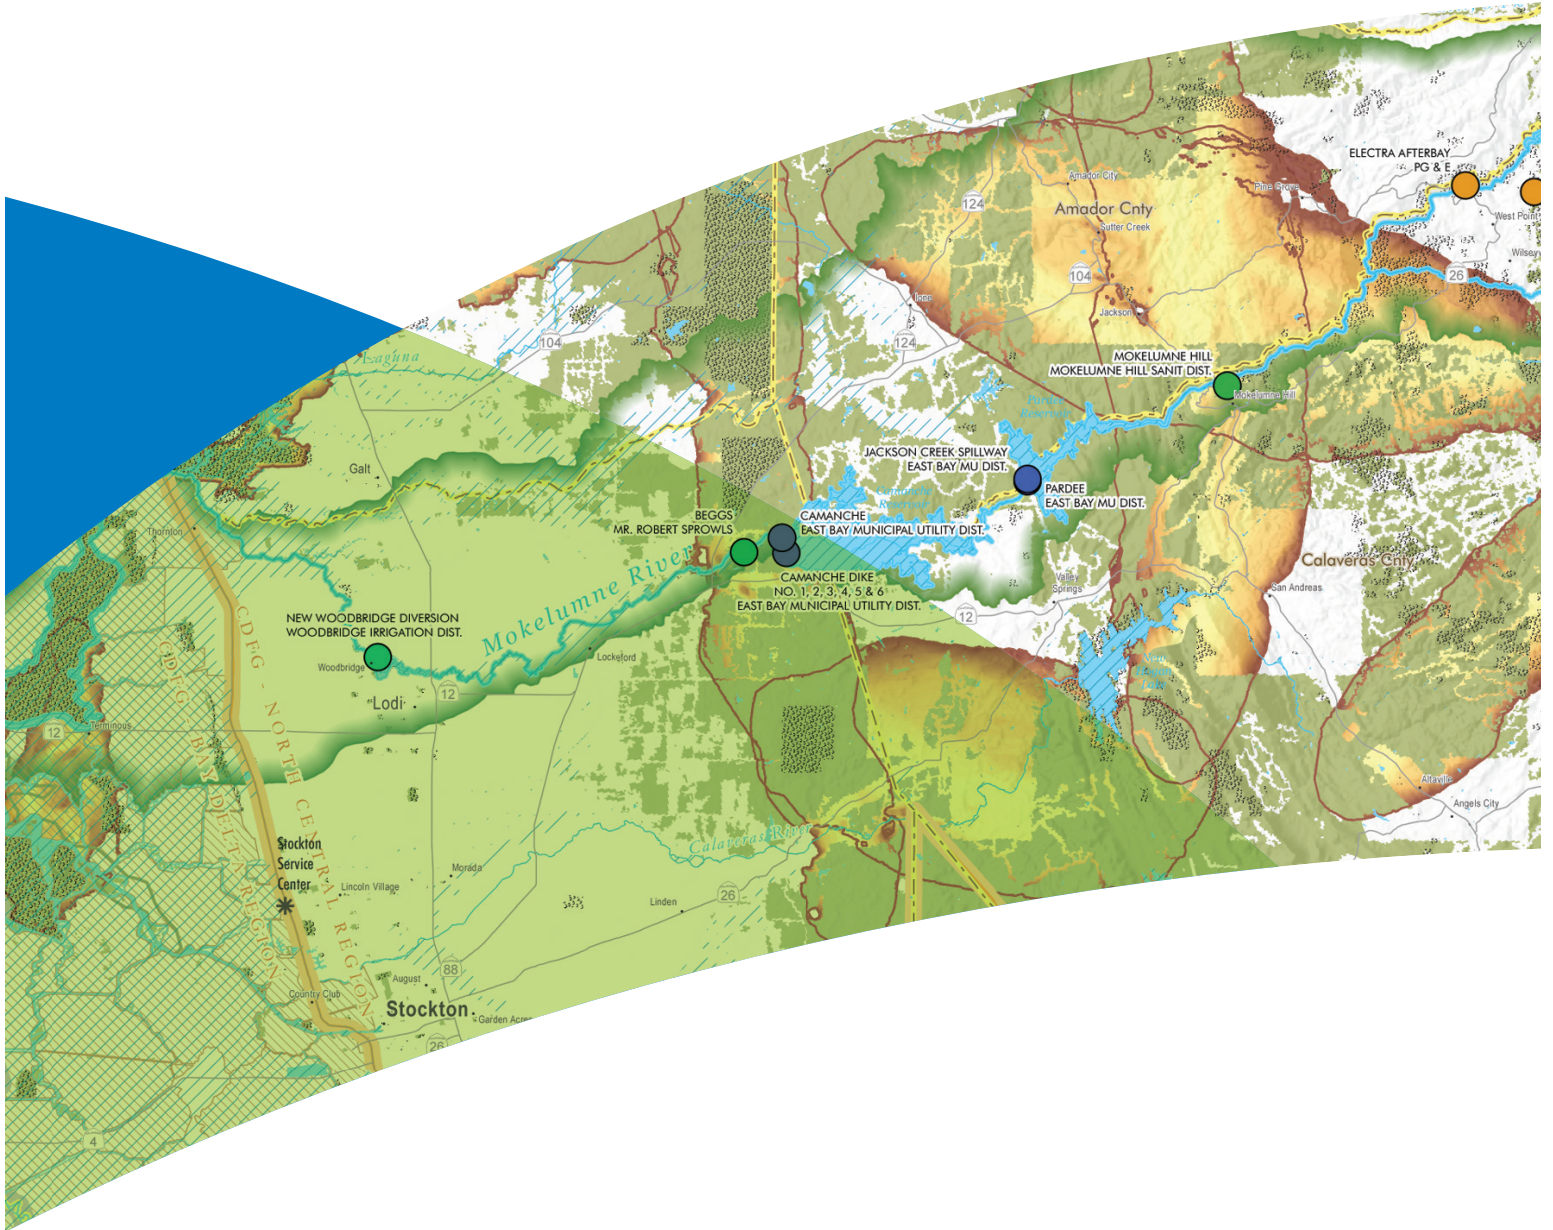 ELECTRA AFTERBAY
PG & E
West Point
Amador City
Pine Grove
124
Amador Cnty
Sutter Creek
104
26
Ione
Jackson
Laguna
104
124
MOKELUMNE HILL
MOKELUMNE HILL SANIT DIST.
Mokelumne Hill
Pardee
Reservoir
JACKSON CREEK SPILLWAY
EAST BAY MU DIST.
Galt
PARDEE
EAST BAY MU DIST.
Camanche
Reservoir
BEGGS
MR. ROBERT SPROWLS
CAMANCHE
EAST BAY MUNICIPAL UTILITY DIST.
Thornton
Mokelumne River
CAMANCHE DIKE
NO. 1, 2, 3, 4, 5 & 6
EAST BAY MUNICIPAL UTILITY DIST.
Valley
Springs
Calaveras Cnty
San Andreas
12
NEW WOODBRIDGE DIVERSION
WOODBRIDGE IRRIGATION DIST.
Woodbridge
Lockeford
Lodi
12
Terminous
12
CDFG - NORTH CENTRAL REGION
CDFG - BAY DELTA REGION
Altaville
Angels City
Calaveras River
Stockton
Service
Center
Morada
Lincoln Village
Linden
26
88
August
Country Club
Stockton
Garden Acre
26
4